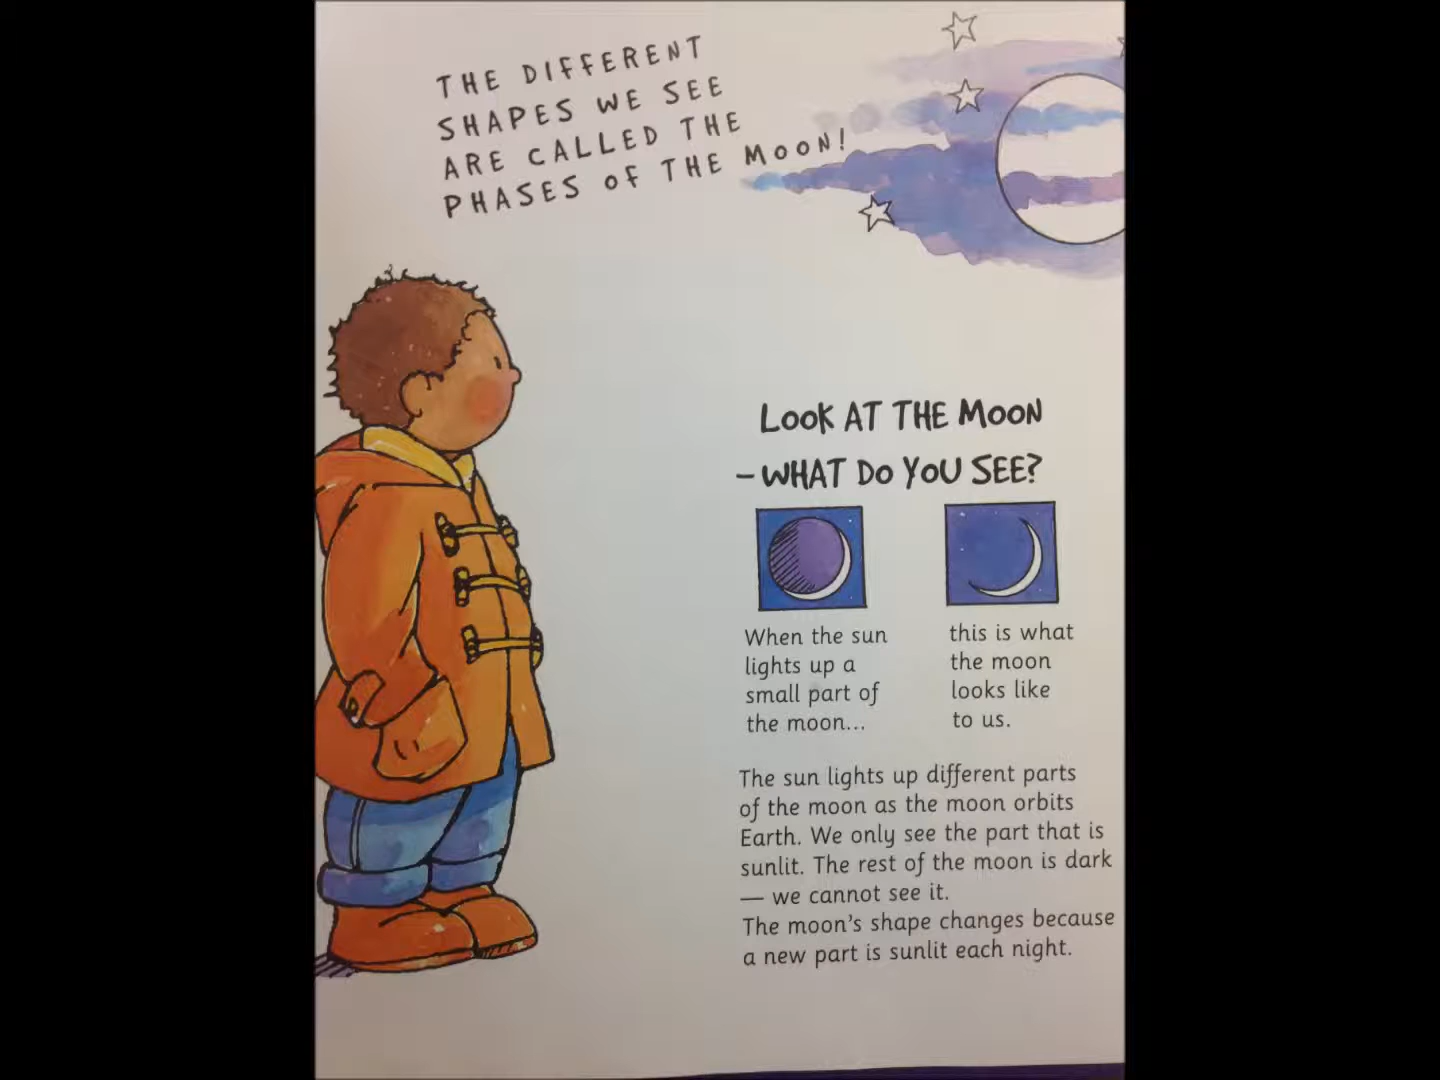 THE DIFFERENT
SHAPES WE SEE
ARE CALLED THE
PHASES OF THE MOON!
LOOK AT THE MOON
– WHAT DO YOU SEE?
When the sun
lights up a
small part of
the moon...
this is what
the moon
looks like
to us.
The sun lights up different parts
of the moon as the moon orbits
Earth. We only see the part that is
sunlit. The rest of the moon is dark
— we cannot see it.
The moon's shape changes because
a new part is sunlit each night.